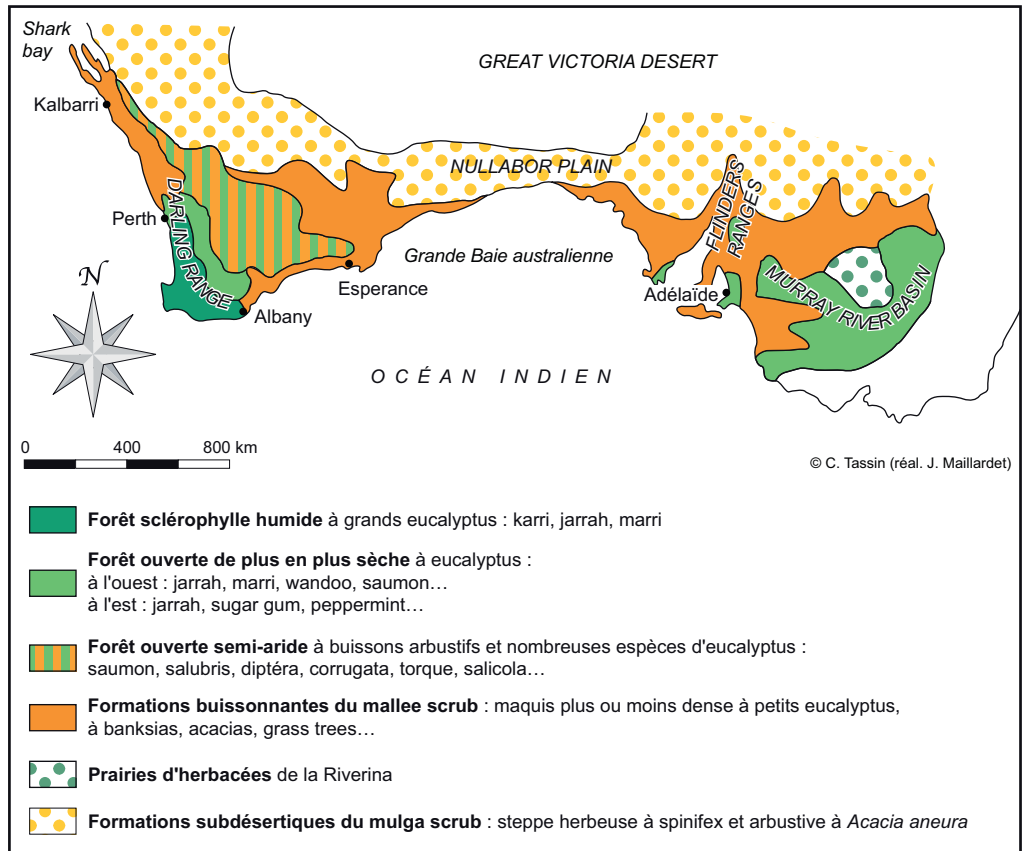 Shark
bay
GREAT VICTORIA DESERT
Kalbarri
NULLABOR PLAIN
FLINDERS
RANGES
Perth
DARLING RANGE
Grande Baie australienne
Esperance
Adélaïde
MURRAY RIVER BASIN
N
Albany
OCÉAN INDIEN
0 400 800 km
© C. Tassin (réal. J. Maillardet)
Forêt sclérophylle humide à grands eucalyptus : karri, jarrah, marri
Forêt ouverte de plus en plus sèche à eucalyptus :
à l'ouest : jarrah, marri, wandoo, saumon…
à l'est : jarrah, sugar gum, peppermint…
Forêt ouverte semi-aride à buissons arbustifs et nombreuses espèces d'eucalyptus :
saumon, salubris, diptéra, corrugata, torque, salicola…
Formations buissonnantes du mallee scrub : maquis plus ou moins dense à petits eucalyptus,
à banksias, acacias, grass trees…
Prairies d'herbacées de la Riverina
Formations subdésertiques du mulga scrub : steppe herbeuse à spinifex et arbustive à Acacia aneura